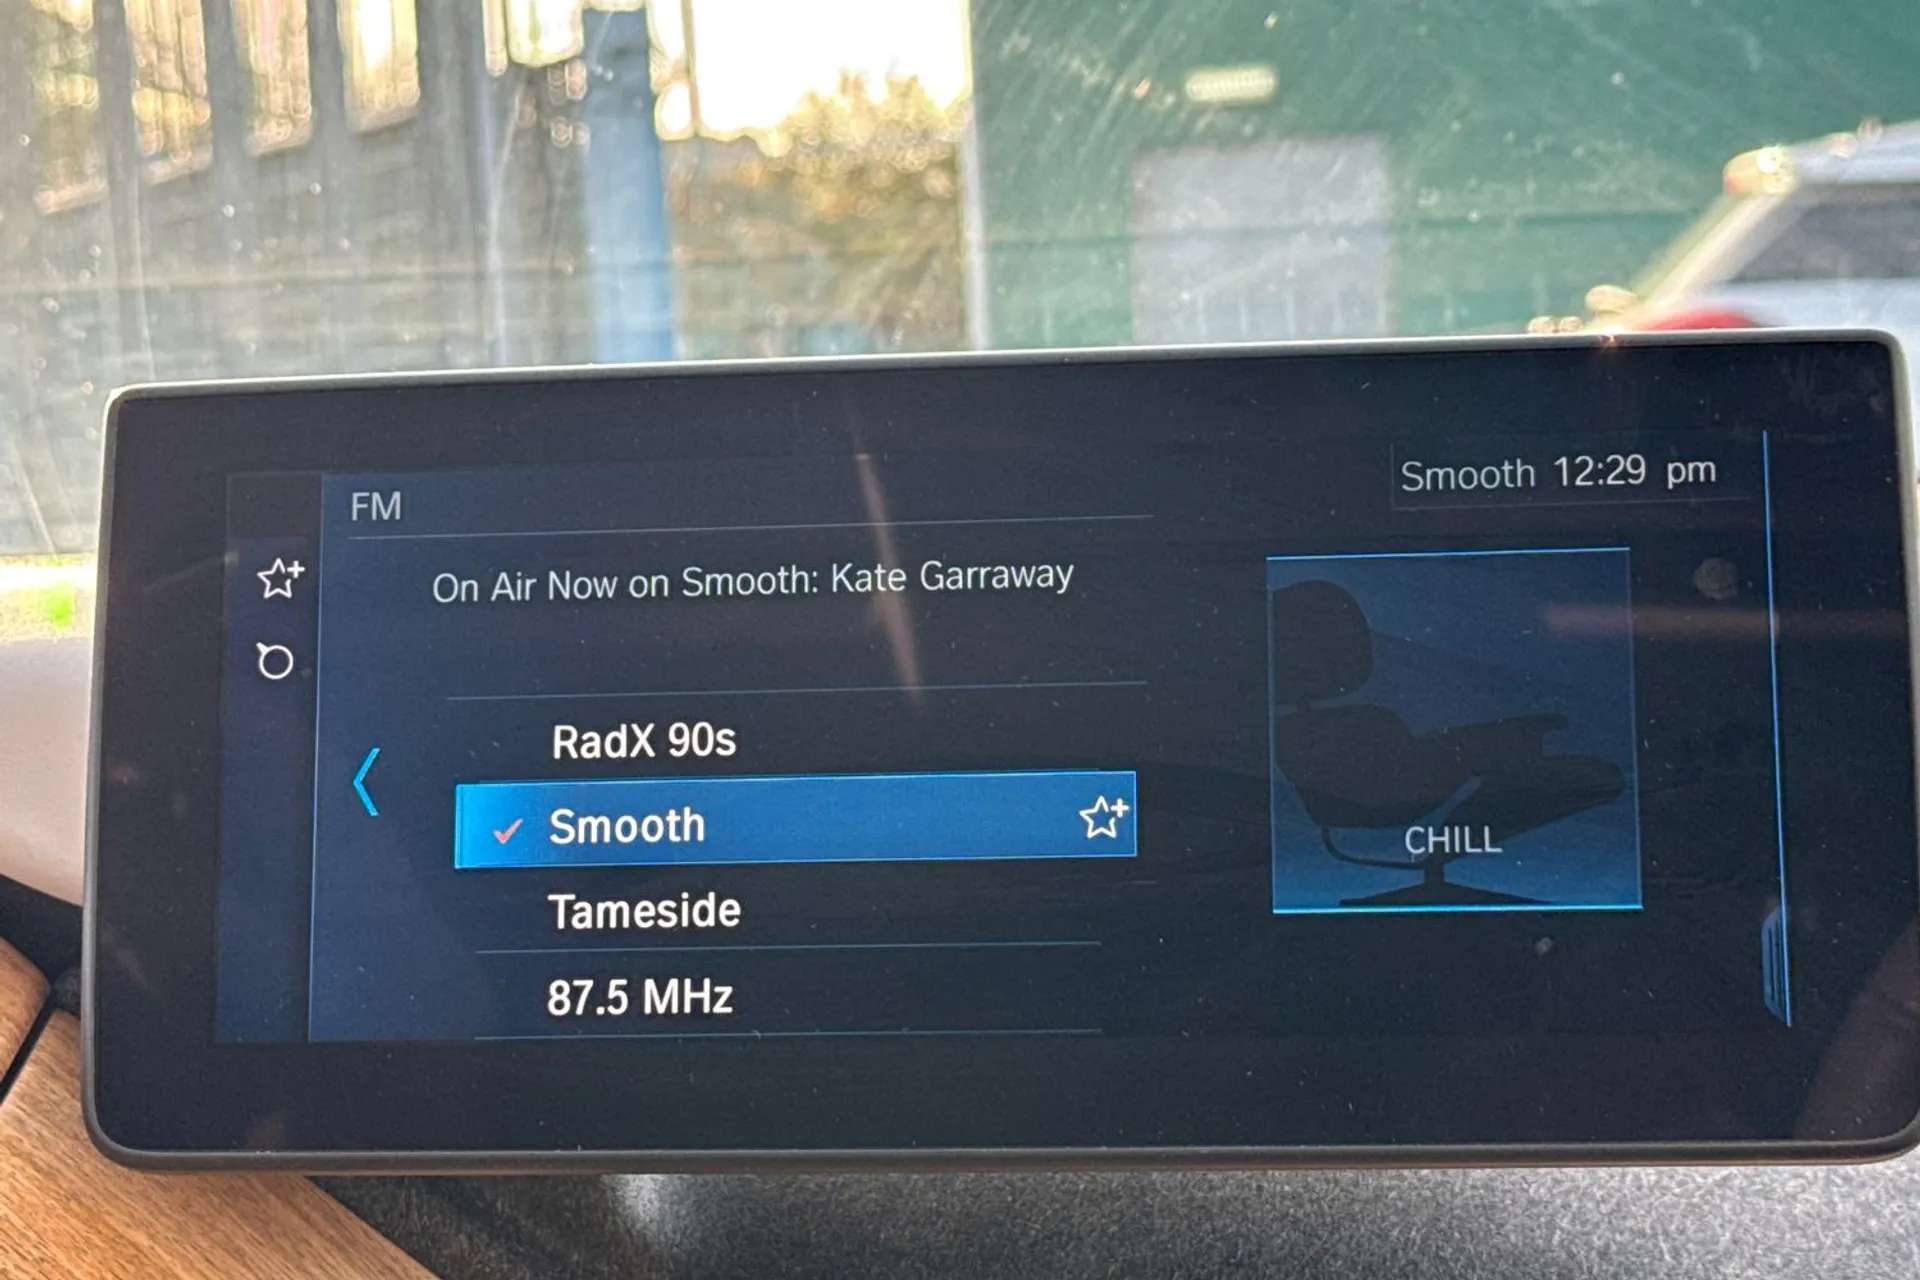 Smooth 12:29 pm
FM
On Air Now on Smooth: Kate Garraway
RadX 90s
Smooth
Tameside
87.5 MHz
CHILL